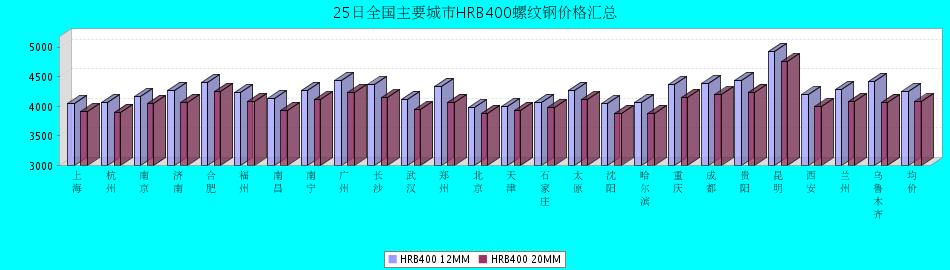 25日全国主要城市HRB400螺纹钢价格汇总
5000
4500
4000
3500
3000
上海
杭州
南京
济南
合肥
福州
南昌
南宁
广州
长沙
武汉
郑州
北京
天津
石家庄
太原
沈阳
哈尔滨
重庆
成都
贵阳
昆明
西安
兰州
乌鲁木齐
均价
HRB400 12MM
HRB400 20MM